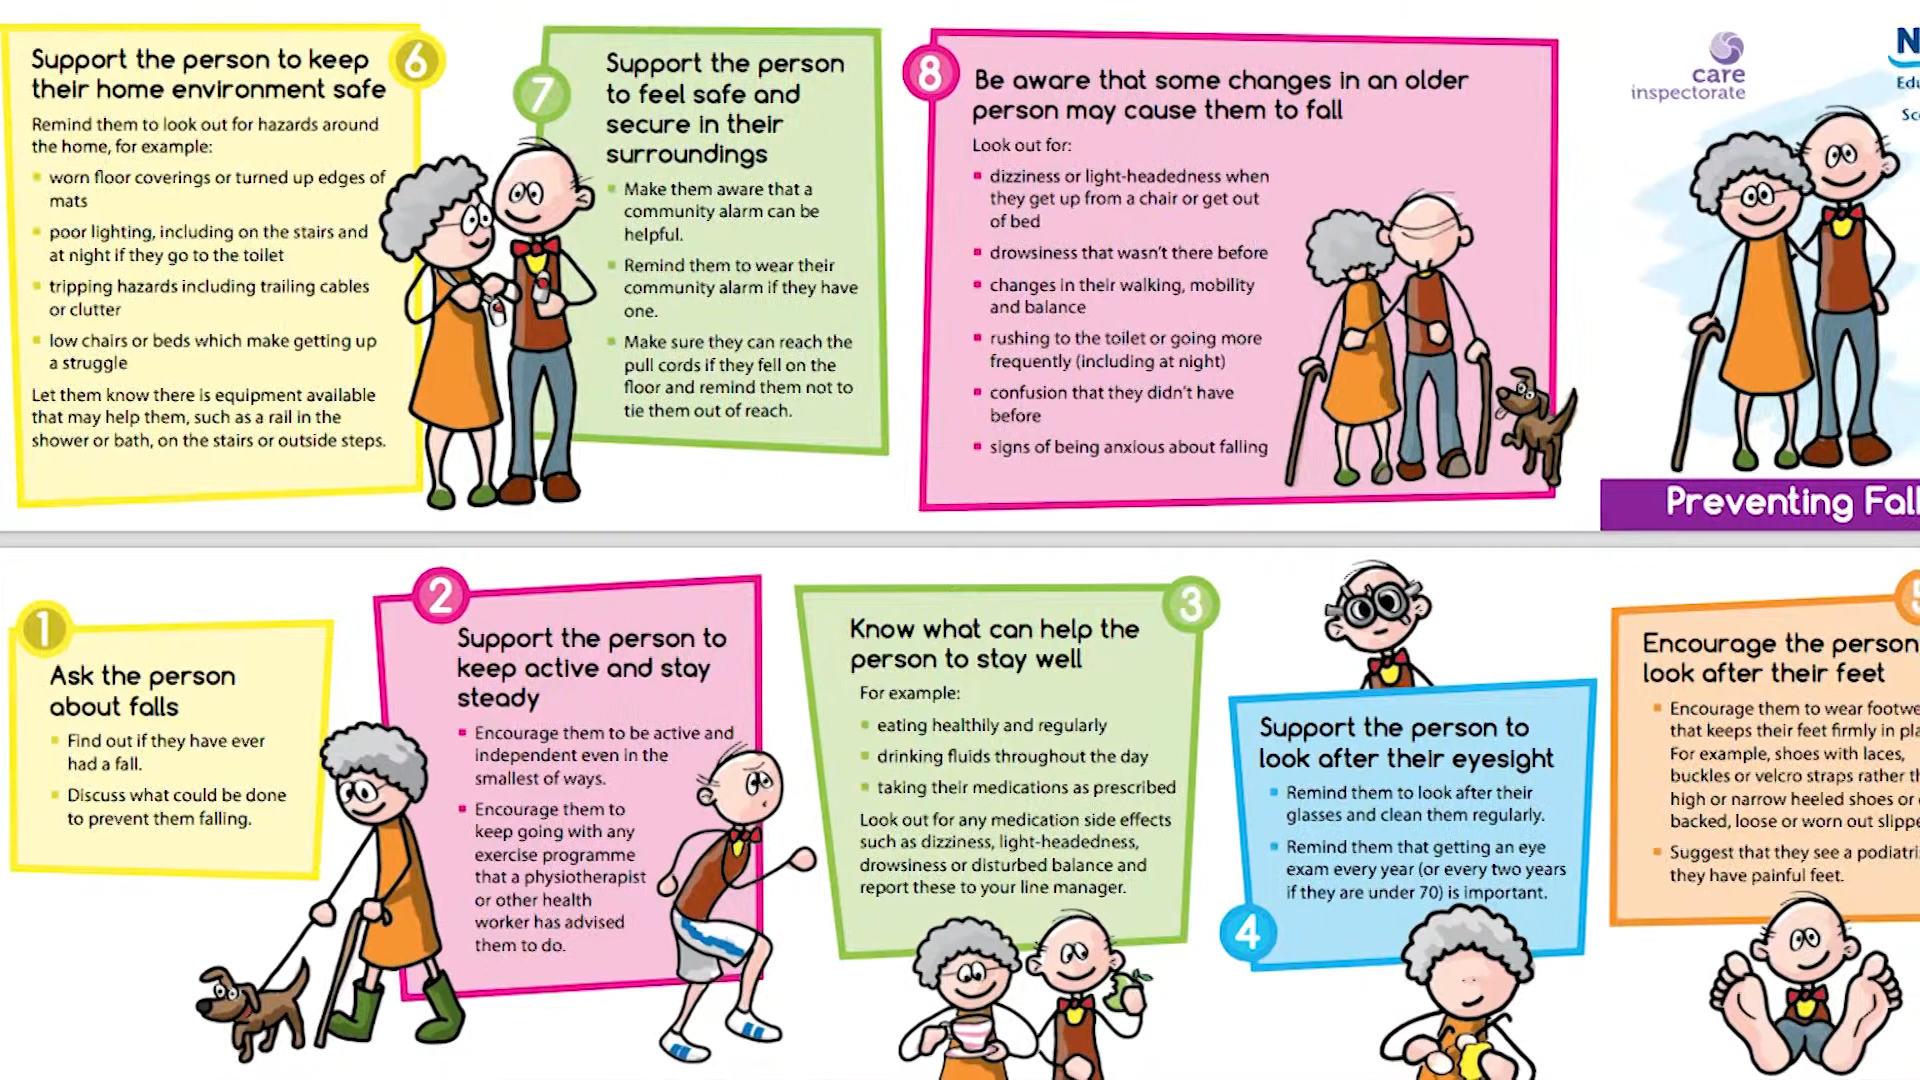 6
Support the person to keep
their home environment safe
Remind them to look out for hazards around
the home, for example:
worn floor coverings or turned up edges of
mats
poor lighting, including on the stairs and
at night if they go to the toilet
tripping hazards including trailing cables
or clutter
low chairs or beds which make getting up
a struggle
Let them know there is equipment available
that may help them, such as a rail in the
shower or bath, on the stairs or outside steps.
7
Support the person
to feel safe and
secure in their
surroundings
Make them aware that a
community alarm can be
helpful.
Remind them to wear their
community alarm if they have
one.
Make sure they can reach the
pull cords if they fell on the
floor and remind them not to
tie them out of reach.
8
Be aware that some changes in an older
person may cause them to fall
Look out for:
dizziness or light-headedness when
they get up from a chair or get out
of bed
drowsiness that wasn't there before
changes in their walking, mobility
and balance
rushing to the toilet or going more
frequently (including at night)
confusion that they didn't have
before
signs of being anxious about falling
care
inspectorate
Preventing
1
Ask the person
about falls
Find out if they have ever
had a fall.
Discuss what could be done
to prevent them falling.
2
Support the person to
keep active and stay
steady
Encourage them to be active and
independent even in the
smallest of ways.
Encourage them to
keep going with any
exercise programme
that a physiotherapist
or other health
worker has advised
them to do.
3
Know what can help the
person to stay well
For example:
eating healthily and regularly
drinking fluids throughout the day
taking their medications as prescribed
Look out for any medication side effects
such as dizziness, light-headedness,
drowsiness or disturbed balance and
report these to your line manager.
4
Support the person to
look after their eyesight
Remind them to look after their
glasses and clean them regularly.
Remind them that getting an eye
exam every year (or every two years
if they are under 70) is important.
Encourage the person
look after their feet
Encourage them to wear
that keeps their feet firmly in
For example, shoes with laces,
buckles or velcro straps rather
high or narrow heeled shoes or
backed, loose or worn out
Suggest that they see a
they have painful feet.